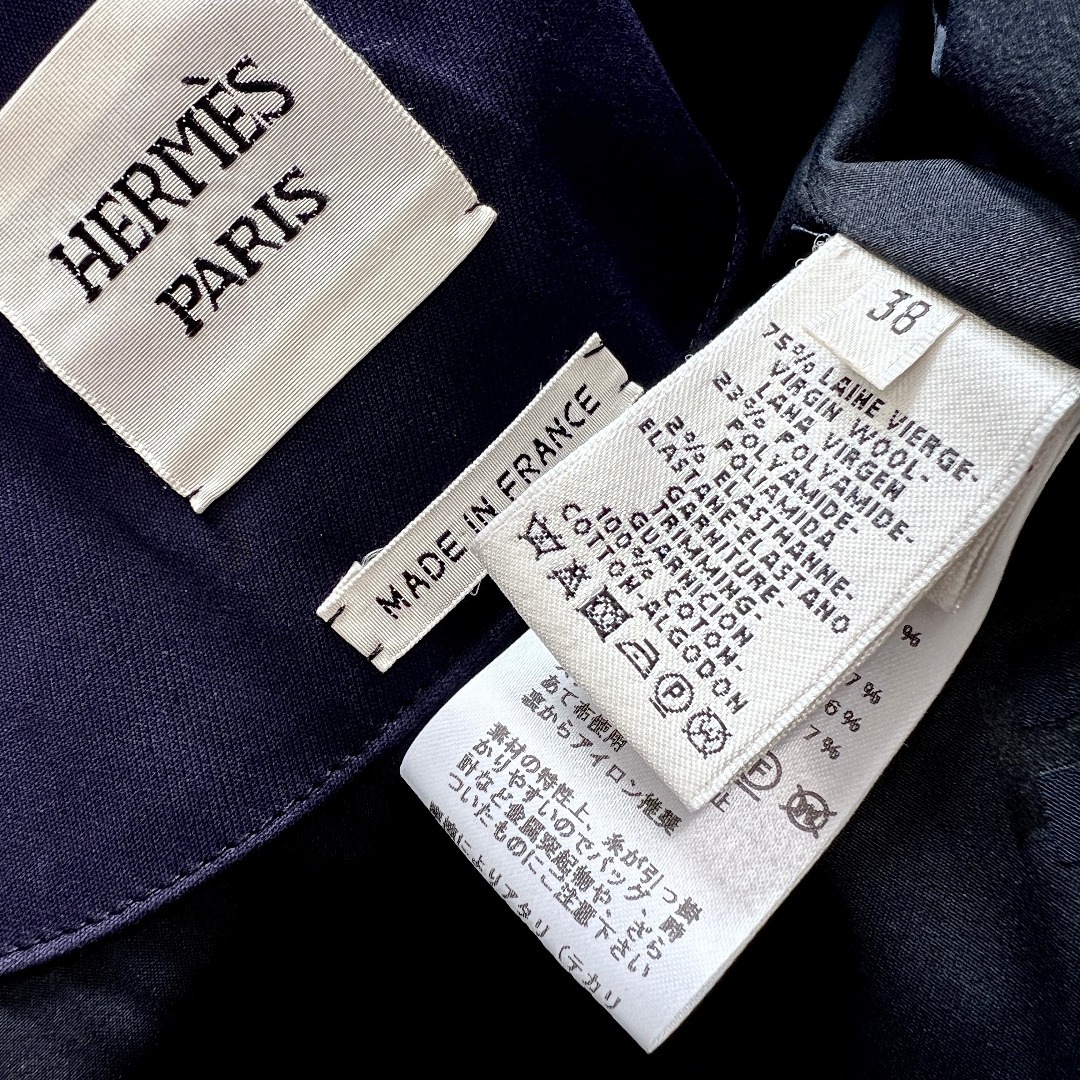 HERMÈS
PARIS
MADE IN FRANCE
38
75% LAINE VIERGE-
VIRGIN WOOL-
LANA VIRGEN
23% POLYAMIDE-
POLYAMIDE-
POLIAMIDA
2% ELASTHANNE-
ELASTANE-ELASTANO
GARNITURE-
TRIMMING-
GUARNICION
100% COTON-
COTTON-ALGODON
P
W
%
7%
6%
7%
F
止
あて布使用
裏からアイロン推奨
素材の特性上、糸が引っ掛
かりやすいのでバッグ、時
計など金属突起物や、ざら
ついたものにご注意下さい
によりアタリ(テカリ